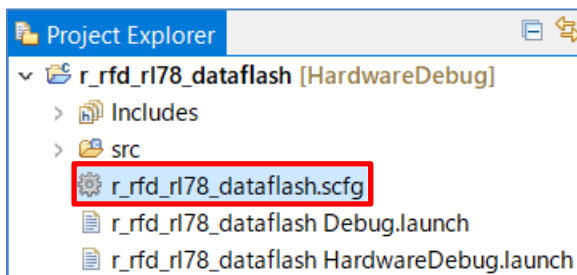 Project Explorer
r_rfd_rl78_dataflash [HardwareDebug]
Includes
src
r_rfd_rl78_dataflash.scfg
r_rfd_rl78_dataflash Debug.launch
r_rfd_rl78_dataflash HardwareDebug.launch